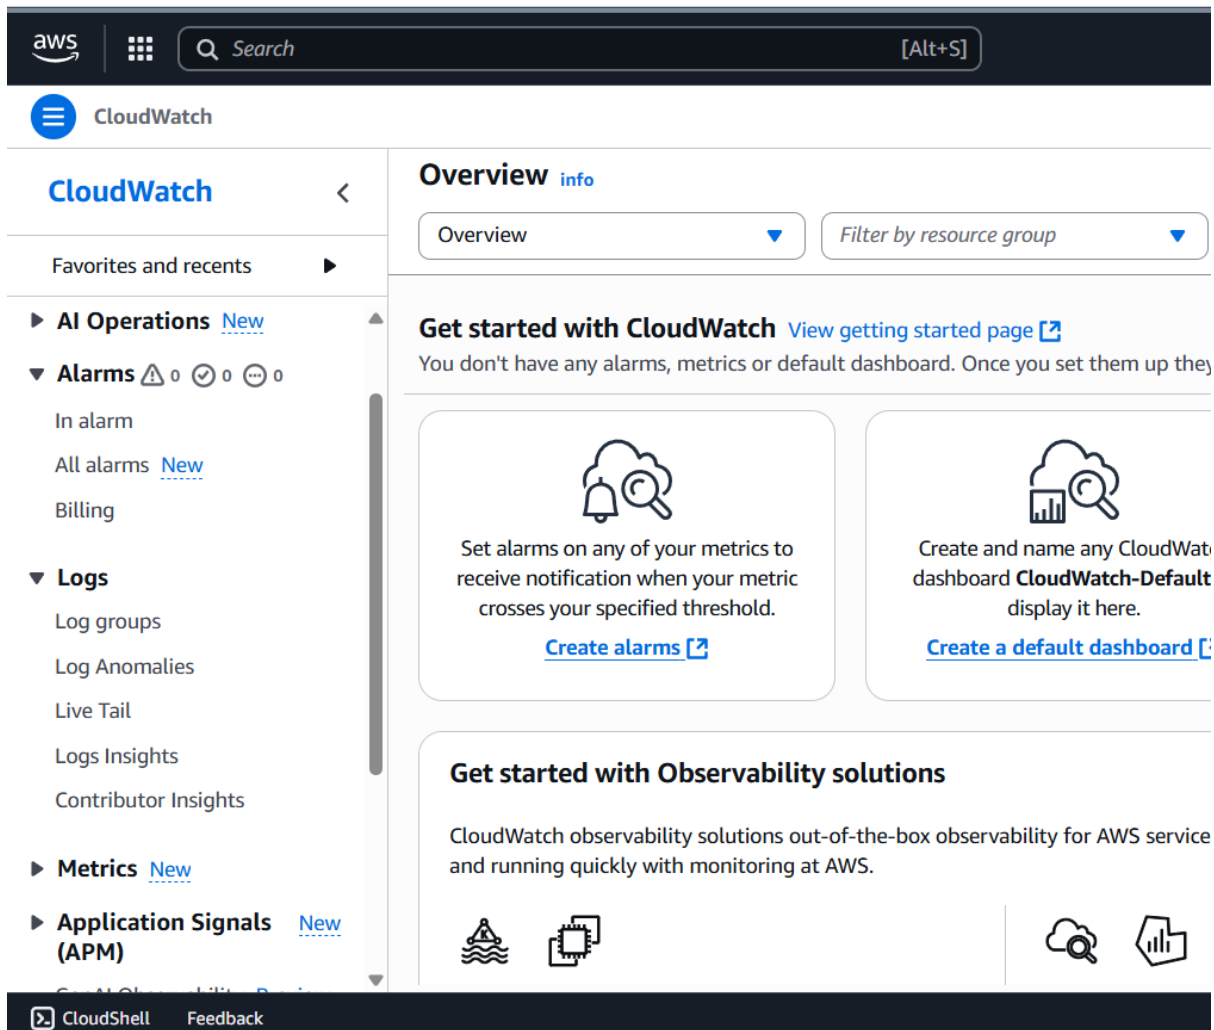 aws
Search [Alt+S]
CloudWatch
CloudWatch
Favorites and recents
AI Operations New
Alarms 0 0 0
In alarm
All alarms New
Billing
Logs
Log groups
Log Anomalies
Live Tail
Logs Insights
Contributor Insights
Metrics New
Application Signals New
(APM)
Overview info
Overview
Filter by resource group
Get started with CloudWatch View getting started page
You don't have any alarms, metrics or default dashboard. Once you set them up they
Set alarms on any of your metrics to
receive notification when your metric
crosses your specified threshold.
Create alarms
Create and name any
dashboard CloudWatch-Default
display it here.
Create a default dashboard
Get started with Observability solutions
CloudWatch observability solutions out-of-the-box observability for AWS service
and running quickly with monitoring at AWS.
CloudShell Feedback